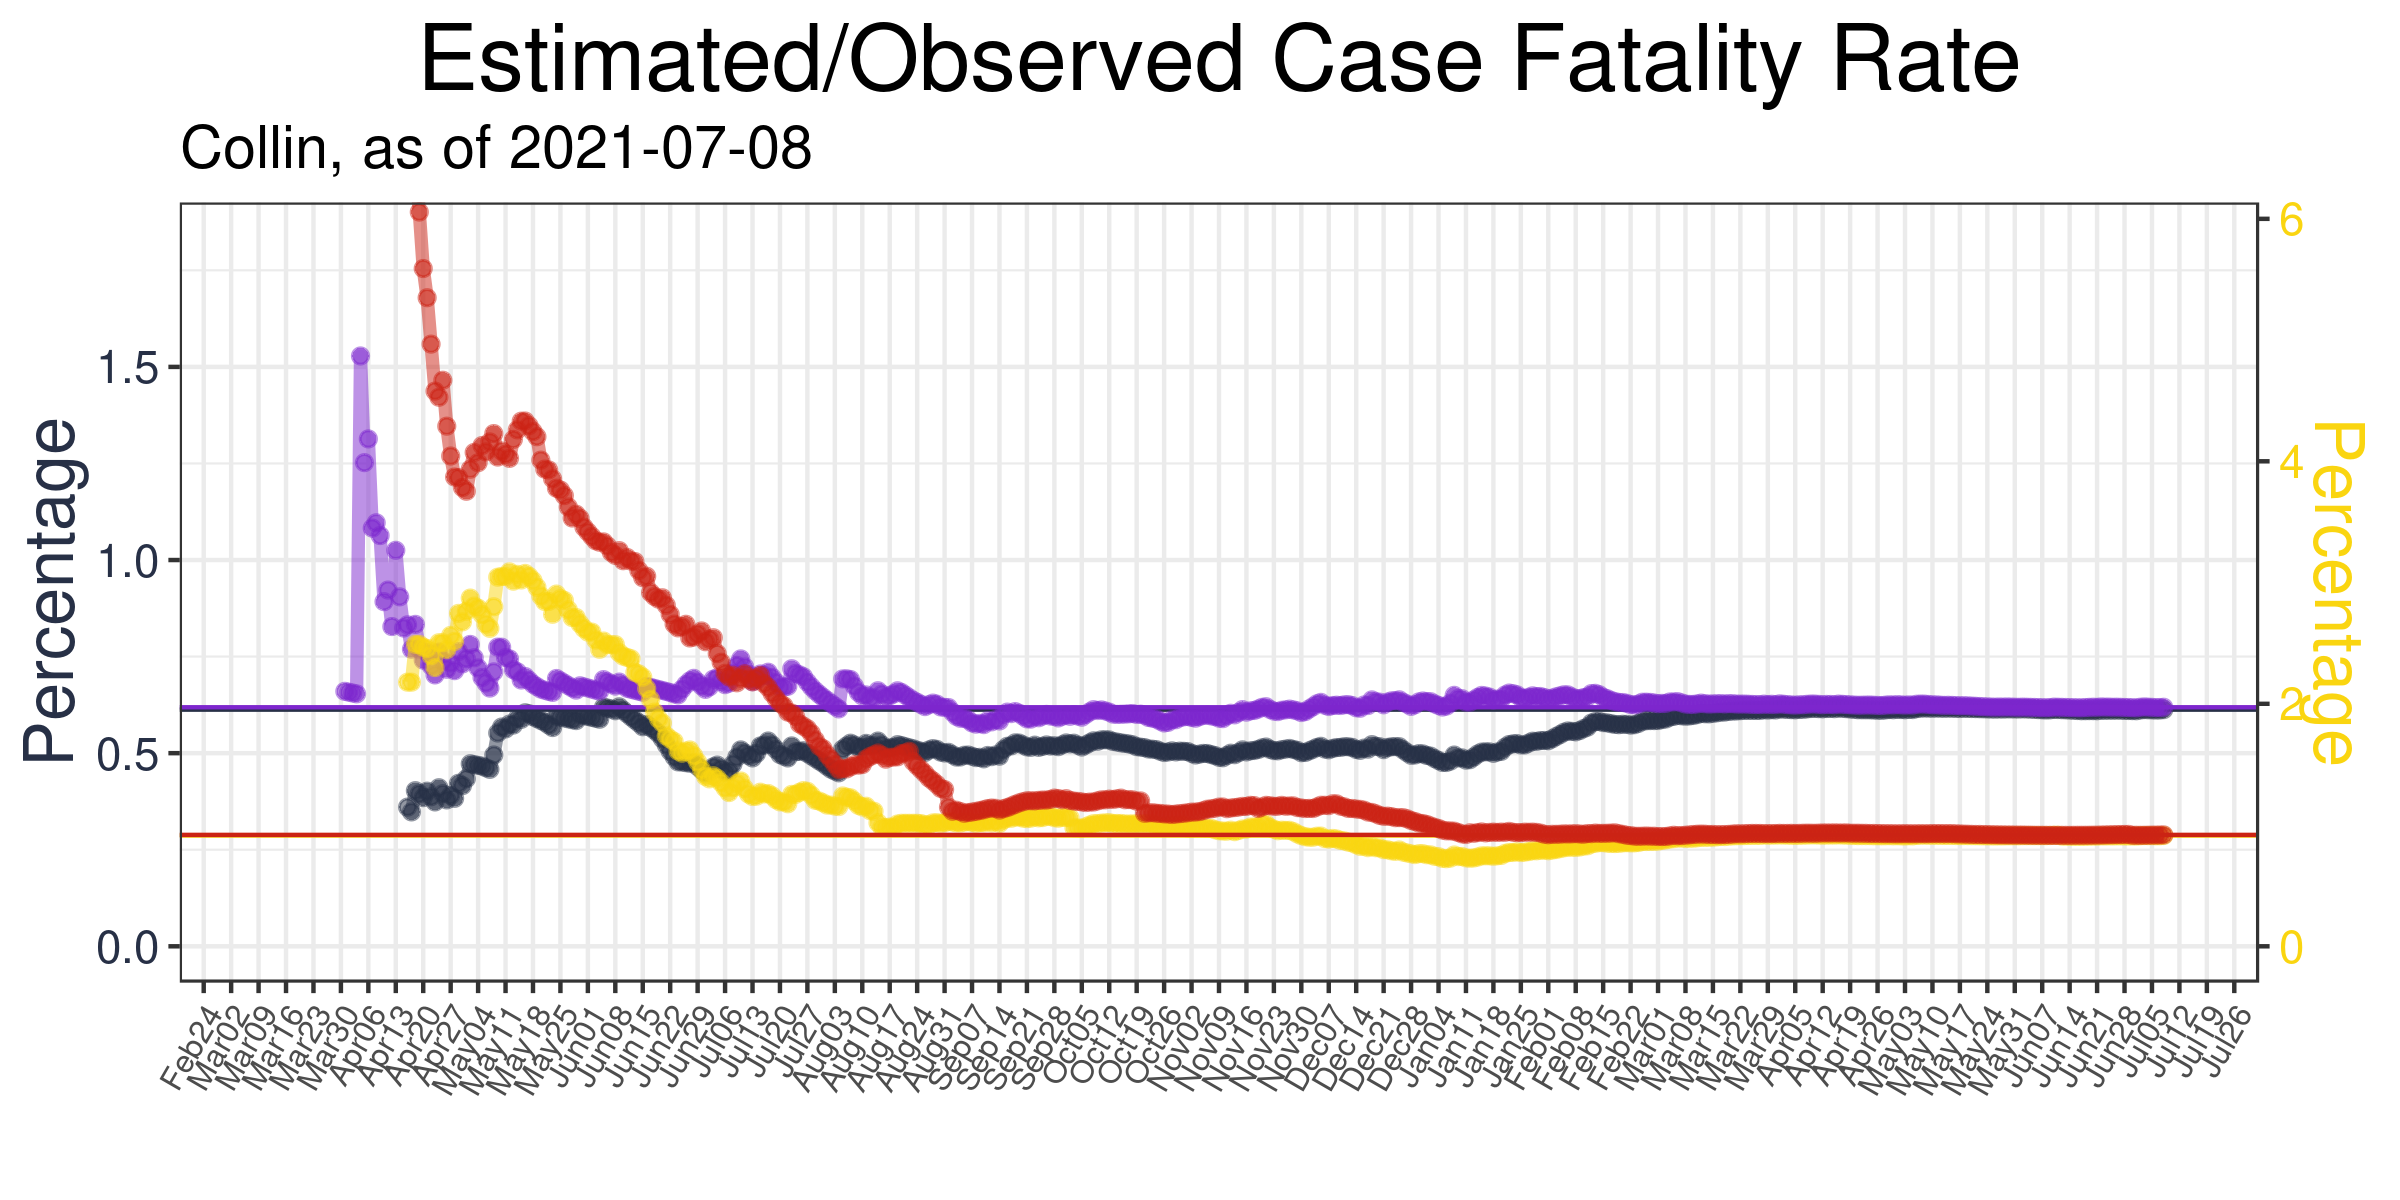 Estimated/Observed Case Fatality Rate
Collin, as of 2021-07-08
Percentage
1.5
1.0
0.5
0.0
6
4
2
0
Percentage
Feb24
Mar02
Mar09
Mar16
Mar23
Mar30
Apr06
Apr13
Apr20
Apr27
May04
May11
May18
May25
Jun01
Jun08
Jun15
Jun22
Jun29
Jul06
Jul13
Jul20
Jul27
Aug03
Aug10
Aug17
Aug24
Aug31
Sep07
Sep14
Sep21
Sep28
Oct05
Oct12
Oct19
Oct26
Nov02
Nov09
Nov16
Nov23
Nov30
Dec07
Dec14
Dec21
Dec28
Jan04
Jan11
Jan18
Jan25
Feb01
Feb08
Feb15
Feb22
Mar01
Mar08
Mar15
Mar22
Mar29
Apr05
Apr12
Apr19
Apr26
May03
May10
May17
May24
May31
Jun07
Jun14
Jun21
Jun28
Jul05
Jul12
Jul19
Jul26